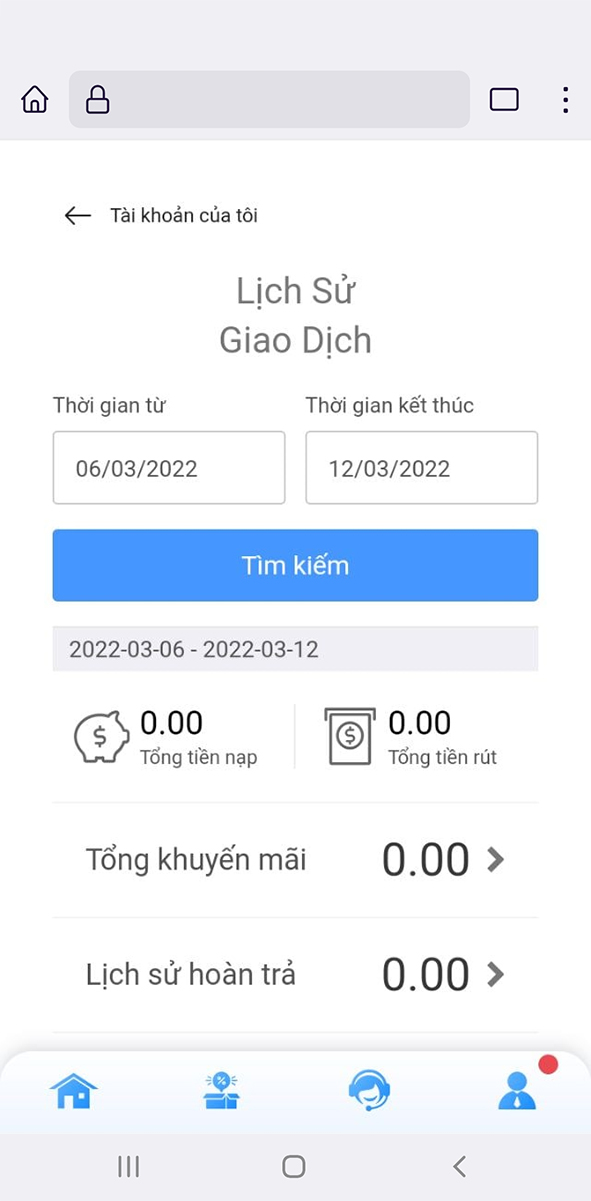 Tài khoản của tôi
Lịch Sử
Giao Dịch
Thời gian từ
Thời gian kết thúc
06/03/2022
12/03/2022
Tìm kiếm
2022-03-06 - 2022-03-12
$ 0.00
Tổng tiền nạp
$ 0.00
Tổng tiền rút
Tổng khuyến mãi 0.00
Lịch sử hoàn trả 0.00
%